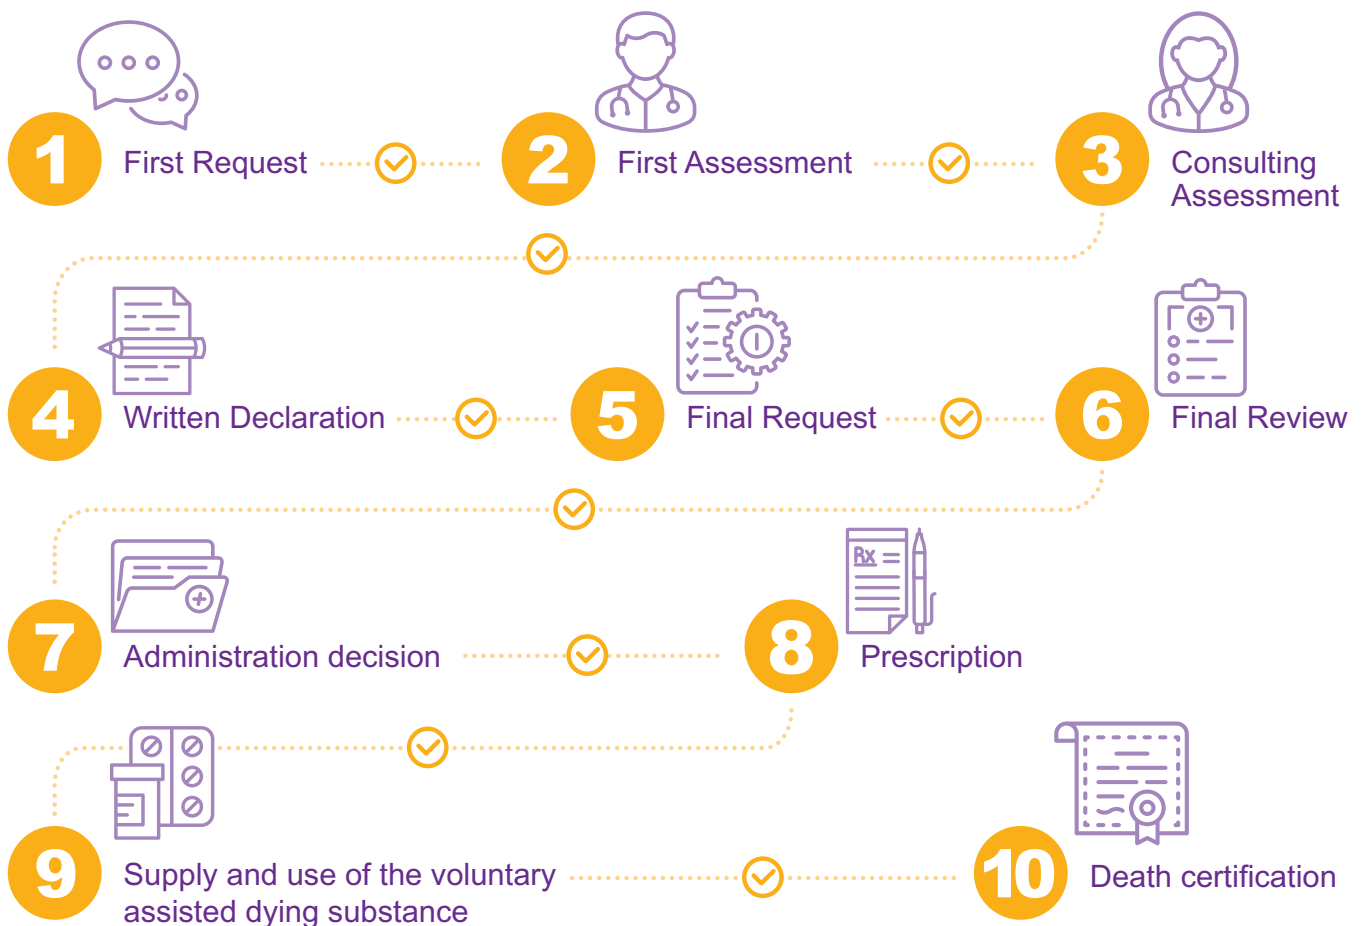 1 First Request
2 First Assessment
3 Consulting
Assessment
4 Written Declaration
5 Final Request
6 Final Review
7 Administration decision
Rx
8 Prescription
9 Supply and use of the voluntary
assisted dying substance
10 Death certification